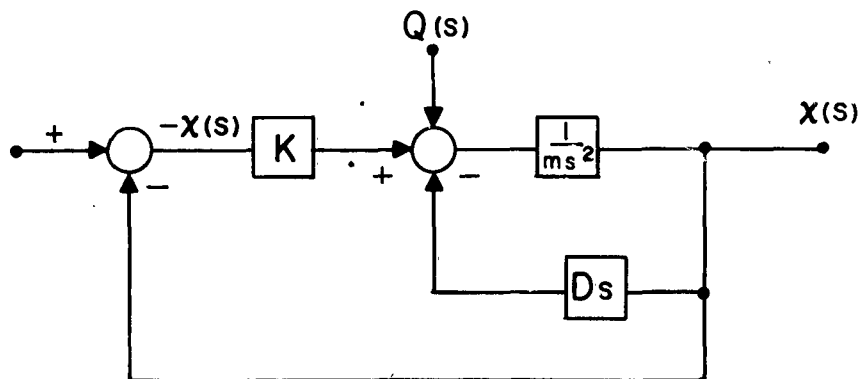 Q(s)
χ(s)
+
-χ(s)
K
1
ms²
+
-
-
Ds